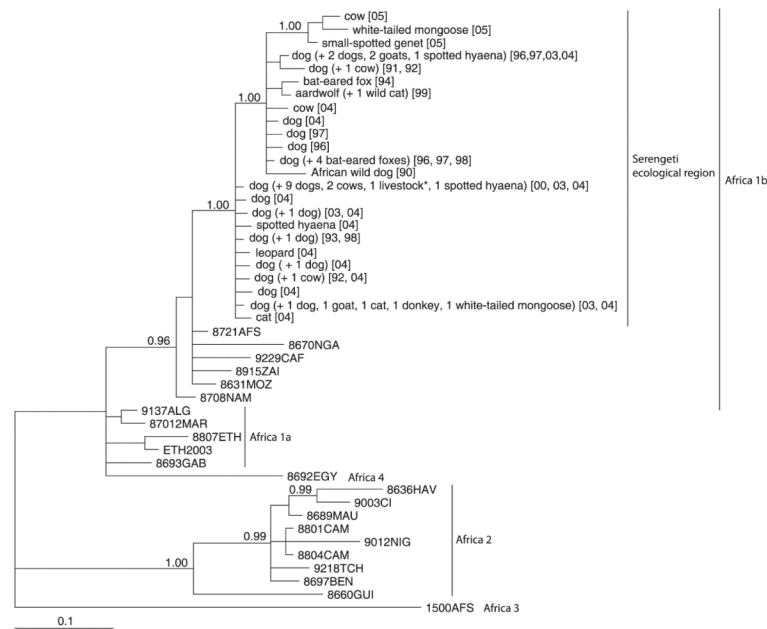 1.00
cow [05]
white-tailed mongoose [05]
small-spotted genet [05]
dog (+ 2 dogs, 2 goats, 1 spotted hyaena) [96,97,03,04]
dog (+ 1 cow) [91, 92]
bat-eared fox [94]
aardwolf (+ 1 wild cat) [99]
1.00
cow [04]
dog [04]
dog [97]
dog [96]
dog (+ 4 bat-eared foxes) [96, 97, 98]
African wild dog [90]
Serengeti
ecological region
Africa 1b
dog (+ 9 dogs, 2 cows, 1 livestock*, 1 spotted hyaena) [00, 03, 04]
dog [04]
1.00
dog (+ 1 dog) [03, 04]
spotted hyaena [04]
dog (+ 1 dog) [93, 98]
leopard [04]
dog ( + 1 dog) [04]
dog (+ 1 cow) [92, 04]
dog [04]
dog (+ 1 dog, 1 goat, 1 cat, 1 donkey, 1 white-tailed mongoose) [03, 04]
cat [04]
8721AFS
0.96
8670NGA
9229CAF
8915ZAI
8631MOZ
8708NAM
9137ALG
87012MAR
8807ETH
Africa 1a
ETH2003
8693GAB
8692EGY Africa 4
0.99
8636HAV
9003CI
8689MAU
8801CAM
0.99
9012NIG
Africa 2
8804CAM
1.00
9218TCH
8697BEN
8660GUI
1500AFS Africa 3
0.1